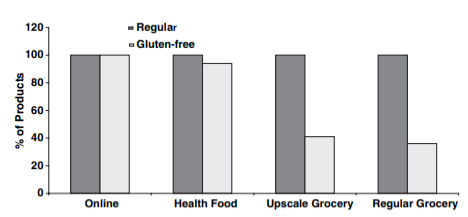 Regular
Gluten-free
% of Products
120
100
80
60
40
20
0
Online
Health Food
Upscale Grocery
Regular Grocery